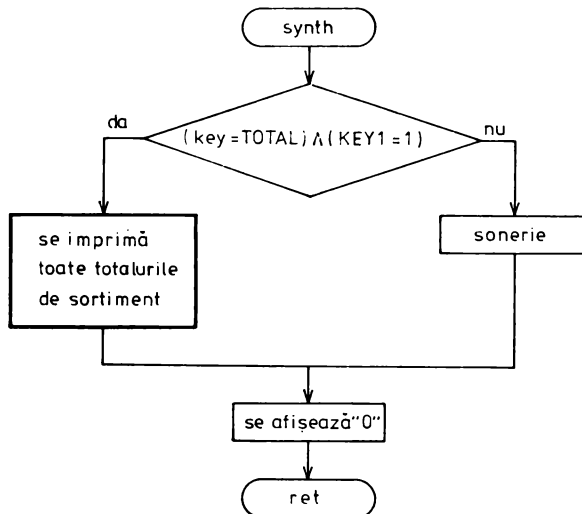 synth
da
(key=TOTAL)Λ(KEY1=1)
nu
se imprimă
toate totalurile
de sortiment
sonerie
se afișează"0"
ret